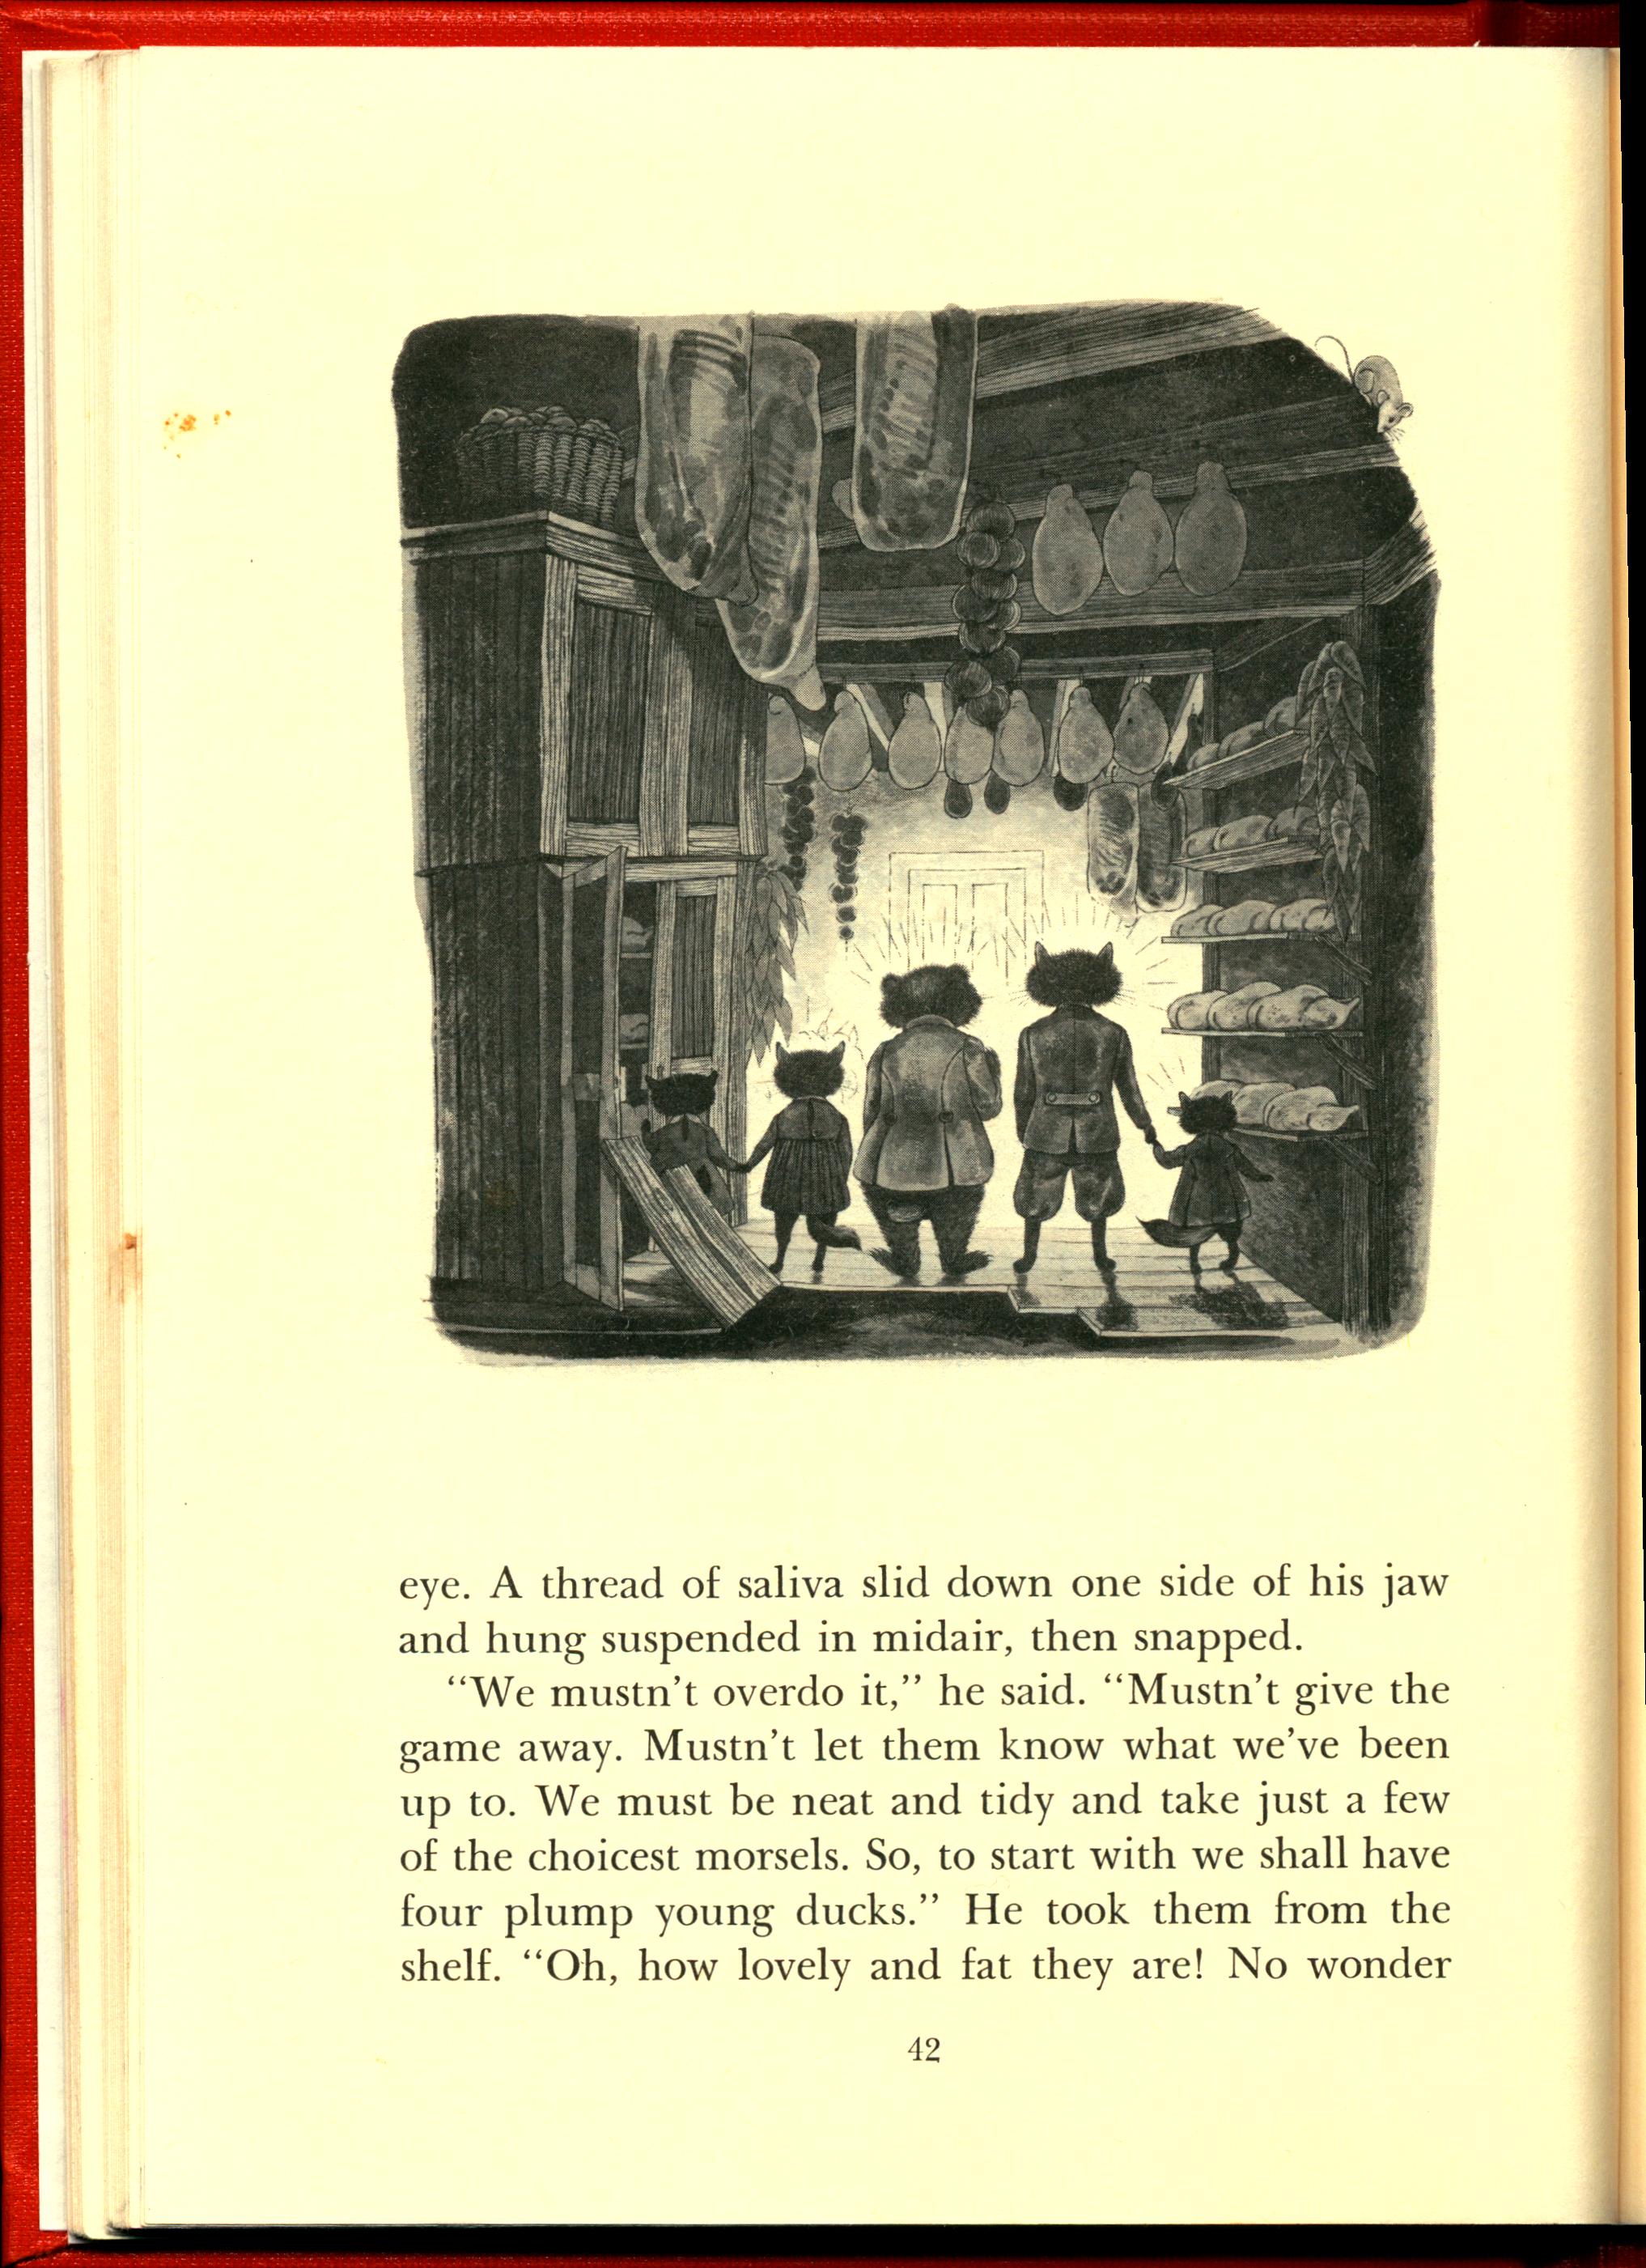 eye. A thread of saliva slid down one side of his jaw
and hung suspended in midair, then snapped.
“We mustn’t overdo it,” he said. “Mustn’t give the
game away. Mustn’t let them know what we’ve been
up to. We must be neat and tidy and take just a few
of the choicest morsels. So, to start with we shall have
four plump young ducks.” He took them from the
shelf. “Oh, how lovely and fat they are! No wonder
42